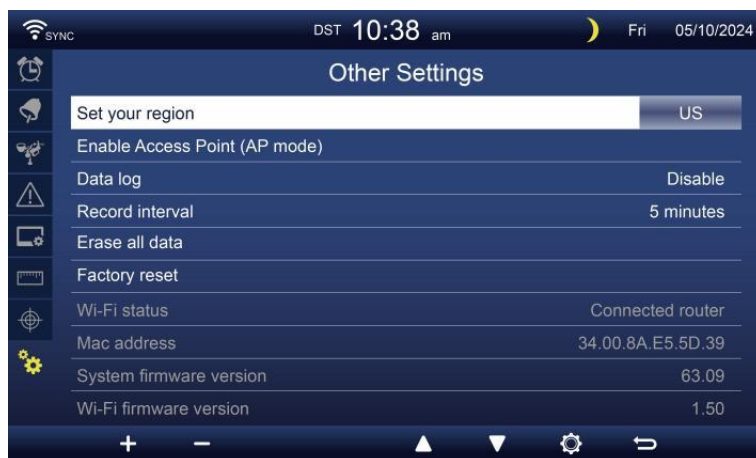 SYNC DST 10:38 am Fri 05/10/2024
Other Settings
Set your region US
Enable Access Point (AP mode)
Data log Disable
Record interval 5 minutes
Erase all data
Factory reset
Wi-Fi status Connected router
Mac address 34.00.8A.E5.5D.39
System firmware version 63.09
Wi-Fi firmware version 1.50